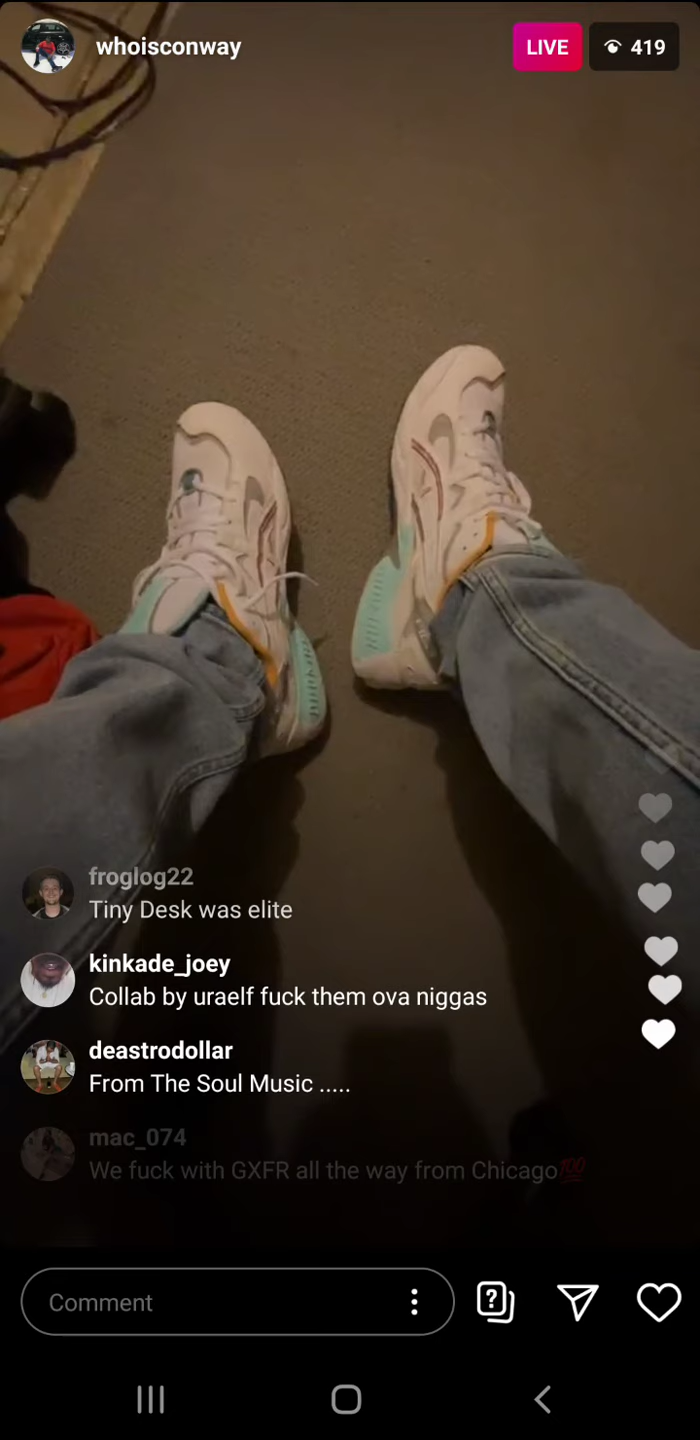 whoisconway
LIVE
419
froglog22
Tiny Desk was elite
kinkade_joey
Collab by uraelf fuck them ova niggas
deastrodollar
From The Soul Music .....
mac_074
We fuck with GXFR all the way from Chicago💯
Comment